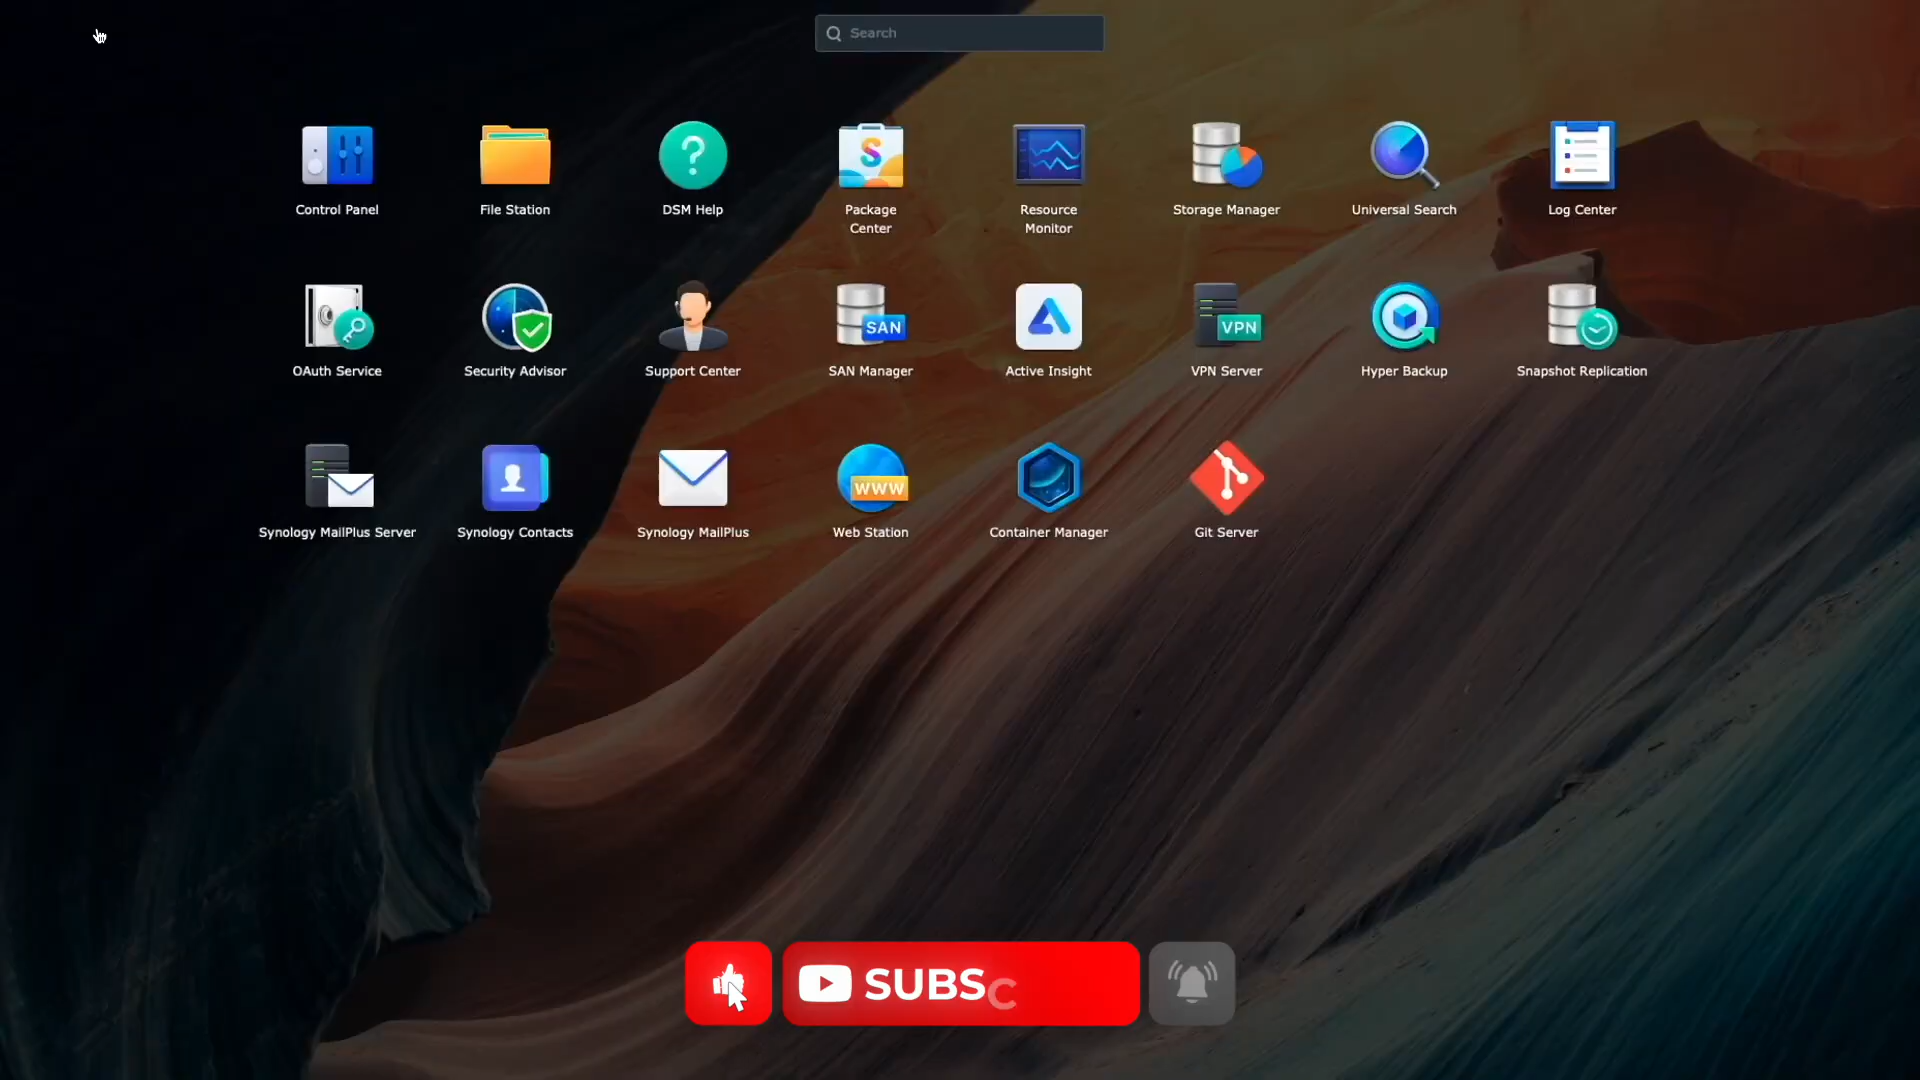 Search
Control Panel
File Station
DSM Help
Package
Center
Resource
Monitor
Storage Manager
Universal Search
Log Center
OAuth Service
Security Advisor
Support Center
SAN
SAN Manager
Active Insight
VPN
VPN Server
Hyper Backup
Snapshot Replication
Synology MailPlus Server
Synology Contacts
Synology MailPlus
WWW
Web Station
Container Manager
Git Server
SUBSC